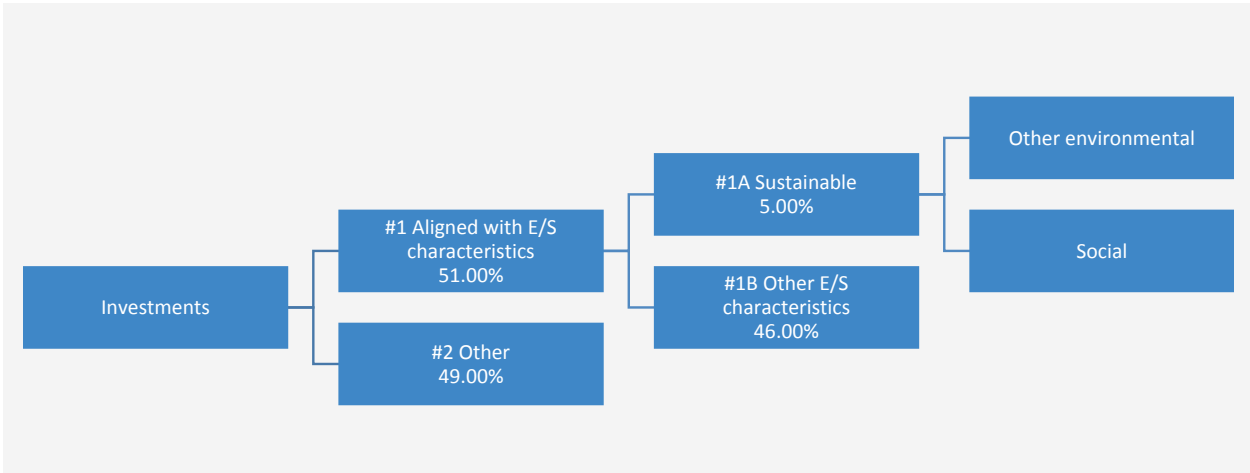 Investments
#1 Aligned with E/S
characteristics
51.00%
#2 Other
49.00%
#1A Sustainable
5.00%
#1B Other E/S
characteristics
46.00%
Other environmental
Social